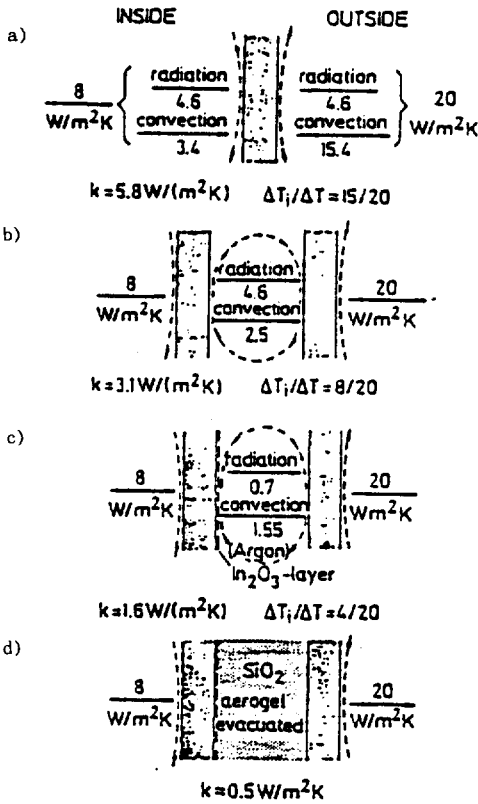 INSIDE OUTSIDE
a)
radiation radiation
8 4.6 4.6 20
W/m²K convection convection W/m²K
3.4 15.4
k=5.8W/(m²K) ΔTᵢ/ΔT=15/20
b)
radiation
8 4.6 20
W/m²K convection W/m²K
2.5
k=3.1W/(m²K) ΔTᵢ/ΔT=8/20
c)
radiation
8 0.7 20
W/m²K convection W/m²K
1.55
(Argon)
In₂O₃-layer
k=1.6W/(m²K) ΔTᵢ/ΔT=4/20
d)
SiO₂
8 aerogel 20
W/m²K evacuated W/m²K
k=0.5W/m²K